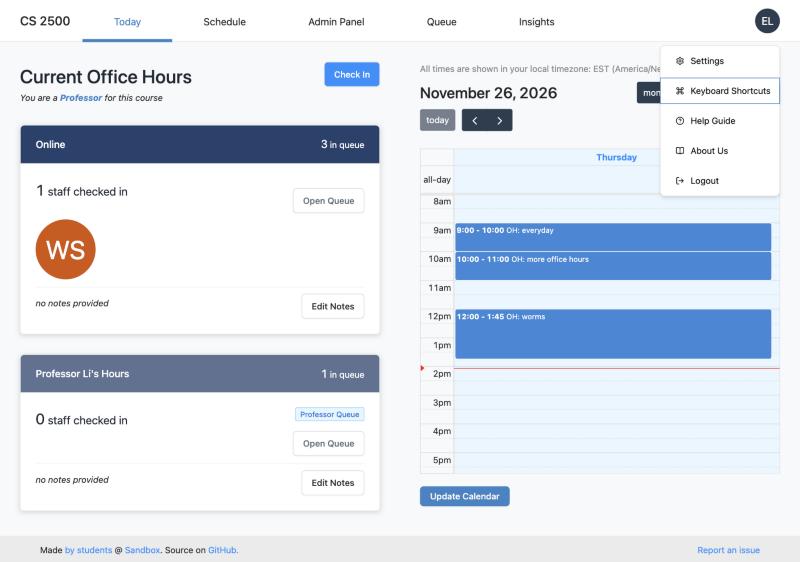 CS 2500
Today
Schedule
Admin Panel
Queue
Insights
EL
Settings
Keyboard Shortcuts
Help Guide
About Us
Logout
Current Office Hours
Check In
You are a Professor for this course
Online
3 in queue
1 staff checked in
Open Queue
WS
no notes provided
Edit Notes
Professor Li's Hours
1 in queue
0 staff checked in
Professor Queue
Open Queue
no notes provided
Edit Notes
All times are shown in your local timezone: EST (America/Ne
November 26, 2026
mon
today
Thursday
all-day
8am
9am
9:00 - 10:00 OH: everyday
10am
10:00 - 11:00 OH: more office hours
11am
12pm
12:00 - 1:45 OH: worms
1pm
2pm
3pm
4pm
5pm
Update Calendar
Made by students @ Sandbox. Source on GitHub.
Report an issue